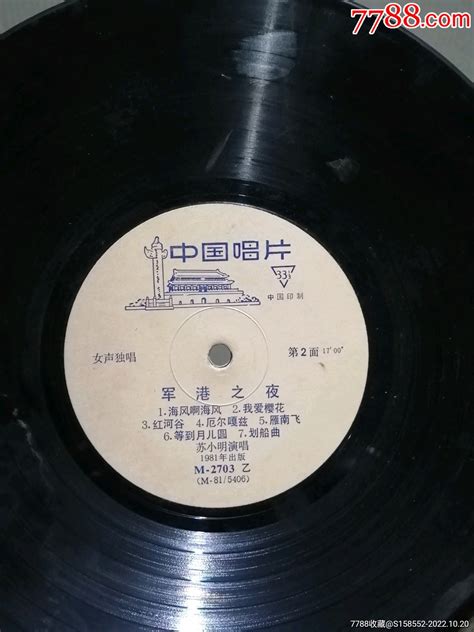 7788.com
中国唱片
33⅓
中国印制
女声独唱
第2面 17′00″
军港之夜
1.海风啊海风 2.我爱樱花
3.红河谷 4.厄尔嘎兹 5.雁南飞
6.等到月儿圆 7.划船曲
苏小明演唱
1981年出版
M-2703 乙
(M-81/5406)
7788收藏@S158552-2022.10.20